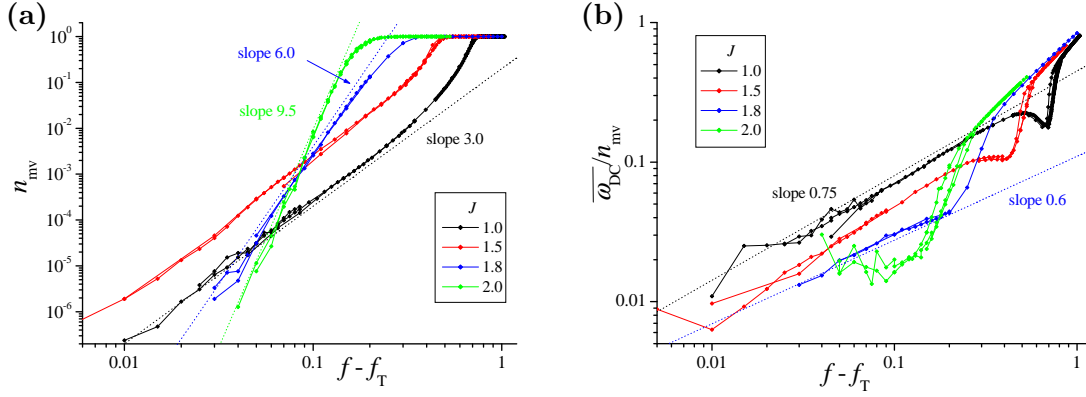 (a)
10^0
10^-1
10^-2
10^-3
10^-4
10^-5
10^-6
n_mv
slope 6.0
slope 9.5
slope 3.0
J
1.0
1.5
1.8
2.0
0.01
0.1
1
f - f_T
(b)
1
0.1
0.01
ω̅_DC/n_mv
J
1.0
1.5
1.8
2.0
slope 0.75
slope 0.6
0.01
0.1
1
f - f_T